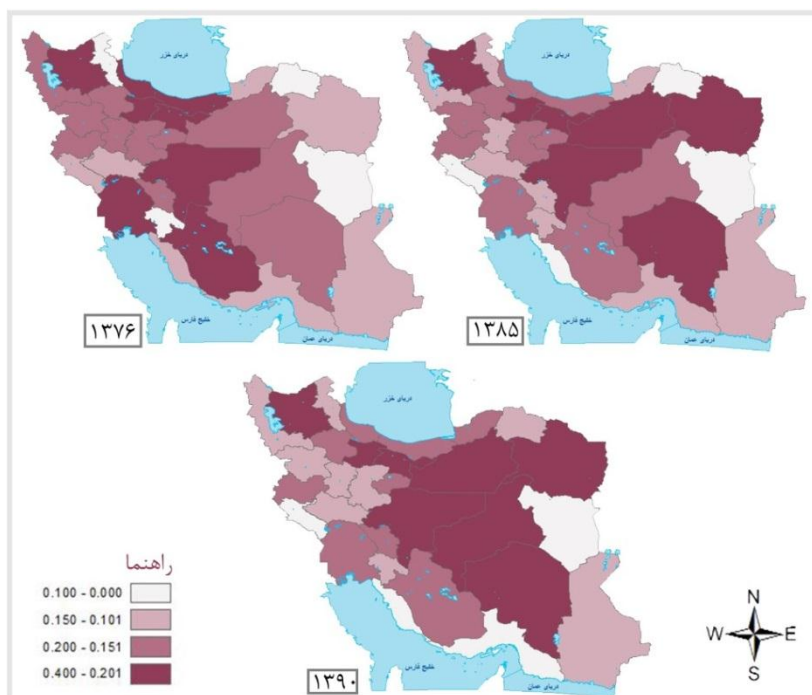 دریای خزر
خلیج فارس
دریای عمان
۱۳۷۶
دریای خزر
خلیج فارس
دریای عمان
۱۳۸۵
دریای خزر
خلیج فارس
دریای عمان
۱۳۹۰
راهنما
0.100 - 0.000
0.150 - 0.101
0.200 - 0.151
0.400 - 0.201
N
W E
S